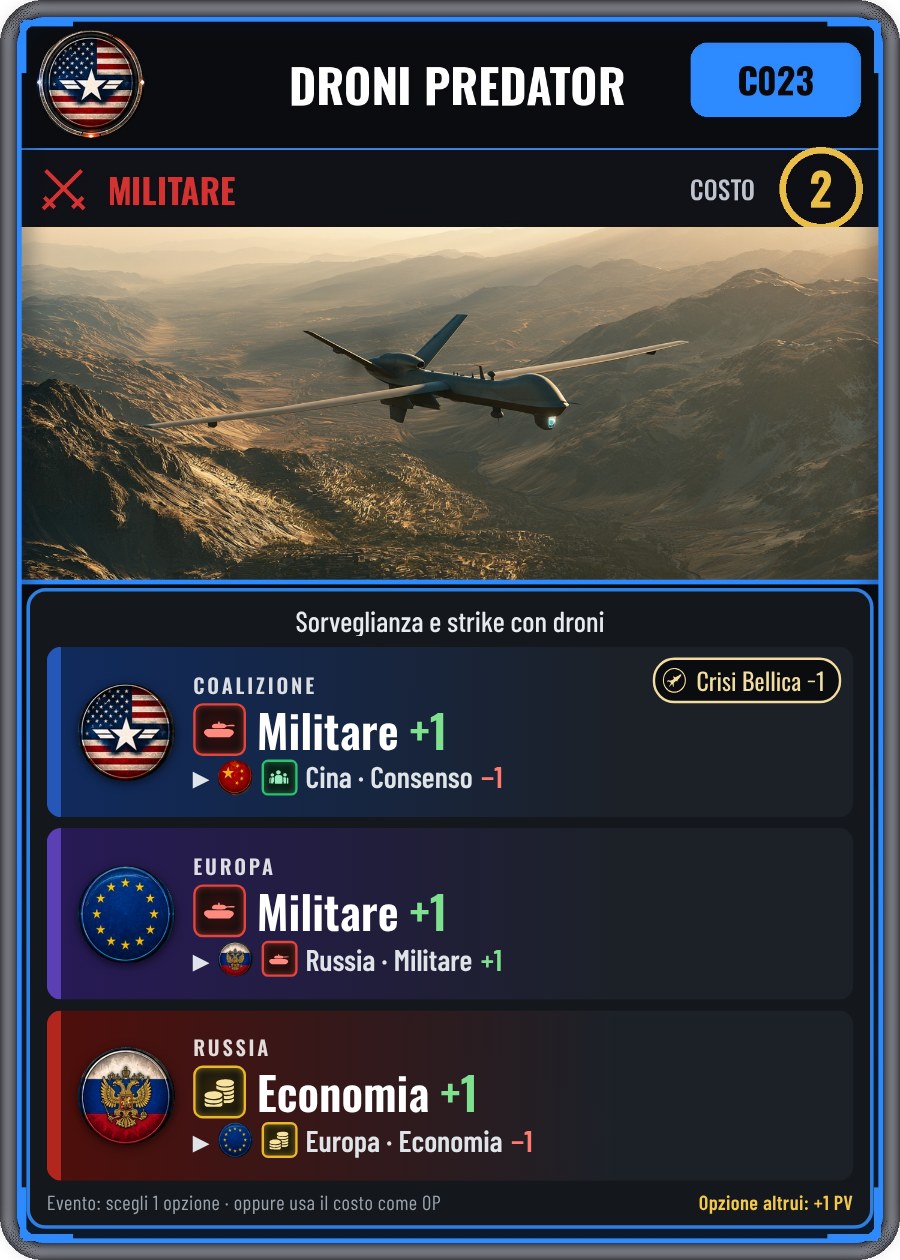 DRONI PREDATOR
C023
MILITARE
COSTO 2
Sorveglianza e strike con droni
COALIZIONE
Crisi Bellica −1
Militare +1
▶ Cina · Consenso −1
EUROPA
Militare +1
▶ Russia · Militare +1
RUSSIA
Economia +1
▶ Europa · Economia −1
Evento: scegli 1 opzione · oppure usa il costo come OP
Opzione altrui: +1 PV